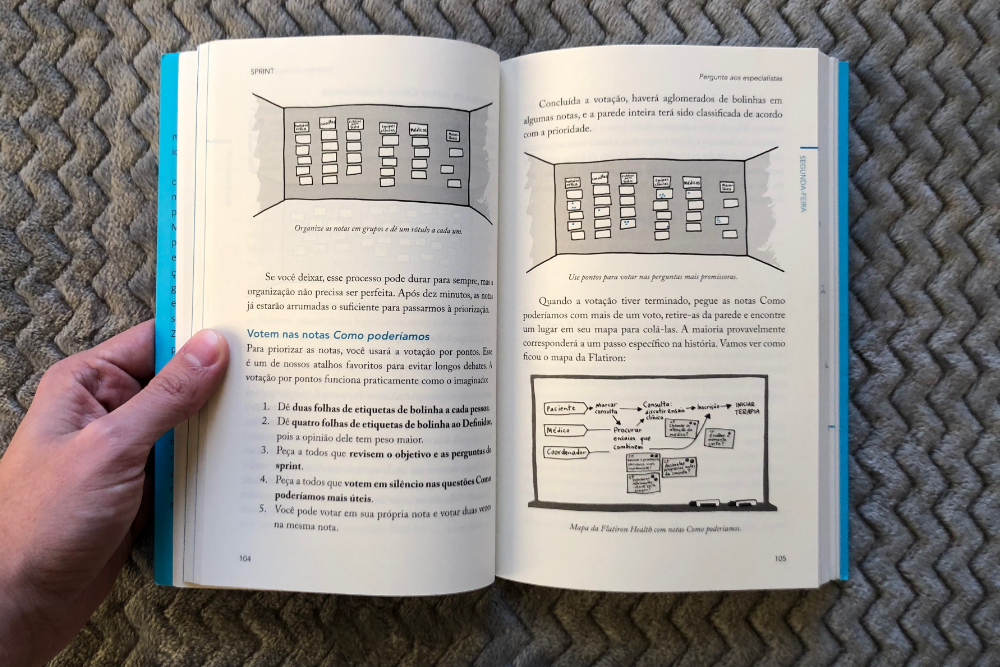 SPRINT
Organize as notas em grupos e dê um rótulo a cada um.
Se você deixar, esse processo pode durar para sempre, mas a
organização não precisa ser perfeita. Após dez minutos, as notas
já estarão arrumadas o suficiente para passarmos à priorização.
Votem nas notas Como poderíamos
Para priorizar as notas, você usará a votação por pontos. Esse
é um de nossos atalhos favoritos para evitar longos debates. A
votação por pontos funciona praticamente como o imaginado:
1. Dê duas folhas de etiquetas de bolinha a cada pessoa.
2. Dê quatro folhas de etiquetas de bolinha ao Definidor,
pois a opinião dele tem peso maior.
3. Peça a todos que revisem o objetivo e as perguntas do
sprint.
4. Peça a todos que votem em silêncio nas questões Como
poderíamos mais úteis.
5. Você pode votar em sua própria nota e votar duas vezes
na mesma nota.
104
Pergunte aos especialistas
Concluída a votação, haverá aglomerados de bolinhas em
algumas notas, e a parede inteira terá sido classificada de acordo
com a prioridade.
SEGUNDA-FEIRA
Use pontos para votar nas perguntas mais promissoras.
Quando a votação tiver terminado, pegue as notas Como
poderíamos com mais de um voto, retire-as da parede e encontre
um lugar em seu mapa para colá-las. A maioria provavelmente
corresponderá a um passo específico na história. Vamos ver como
ficou o mapa da Flatiron:
Paciente
Marcar
consulta
Consulta:
discutir ensaio
clínico
Inscrição
INICIAR
TERAPIA
Médico
Procurar
ensaios que
combinem
Coordenador
Mapa da Flatiron Health com notas Como poderíamos.
105